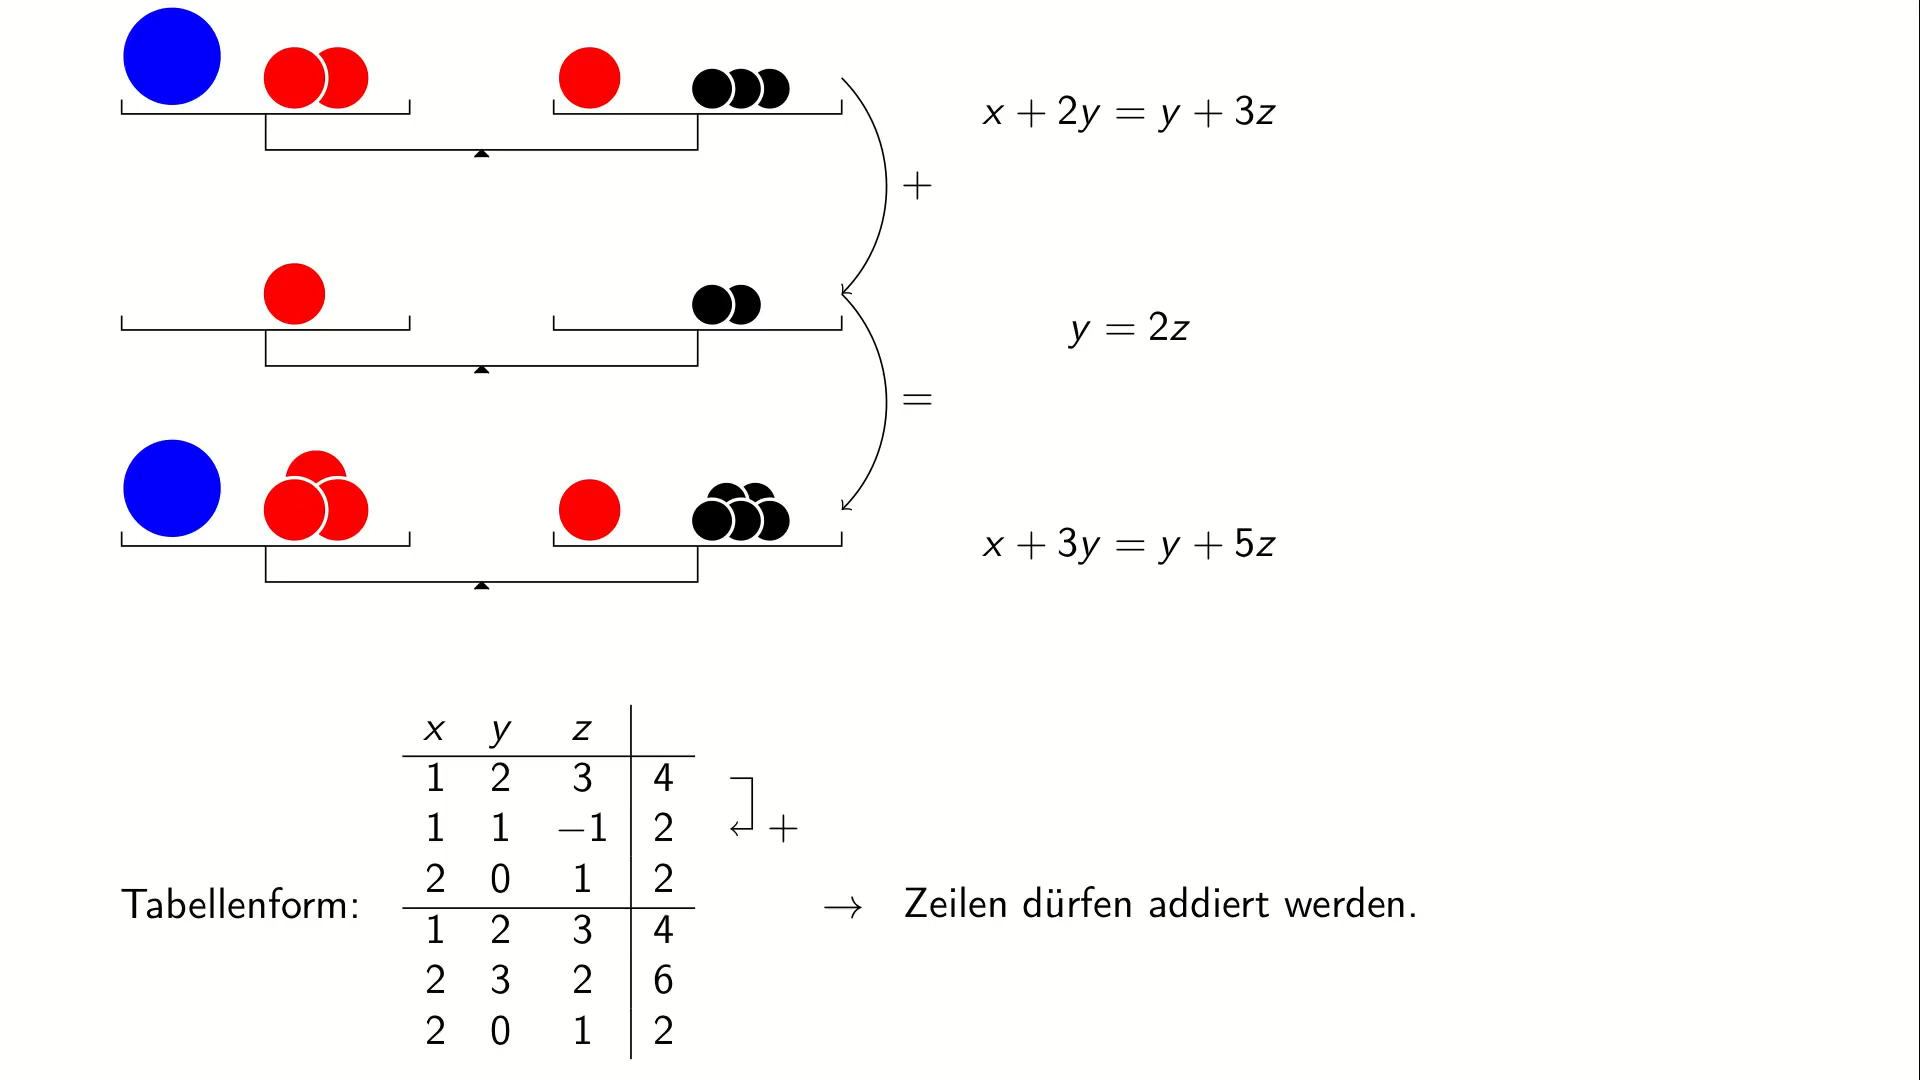 x + 2y = y + 3z
+
y = 2z
=
x + 3y = y + 5z
x y z
1 2 3 4
1 1 −1 2 +
2 0 1 2
Tabellenform: → Zeilen dürfen addiert werden.
1 2 3 4
2 3 2 6
2 0 1 2